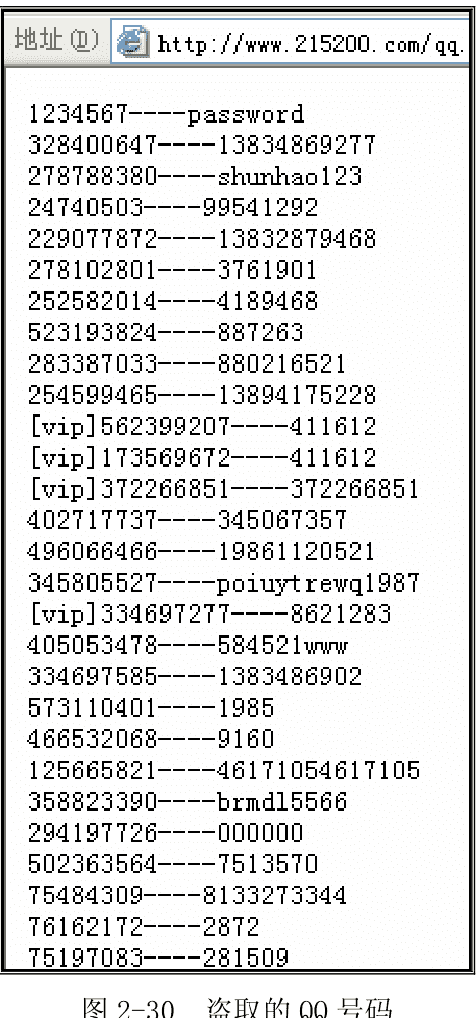 地址(D) http://www.215200.com/qq.
1234567----password
328400647----13834869277
278788380----shunhao123
24740503----99541292
229077872----13832879468
278102801----3761901
252582014----4189468
523193824----887263
283387033----880216521
254599465----13894175228
[vip]562399207----411612
[vip]173569672----411612
[vip]372266851----372266851
402717737----345067357
496066466----19861120521
345805527----poiuytrewq1987
[vip]334697277----8621283
405053478----584521www
334697585----1383486902
573110401----1985
466532068----9160
125665821----46171054617105
358823390----brmdl5566
294197726----000000
502363564----7513570
75484309----8133273344
76162172----2872
75197083----281509
图 2-30 盗取的 QQ 号码